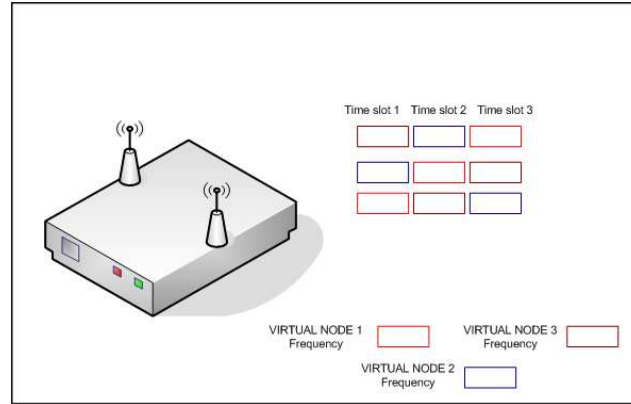 Time slot 1 Time slot 2 Time slot 3
VIRTUAL NODE 1
Frequency
VIRTUAL NODE 3
Frequency
VIRTUAL NODE 2
Frequency